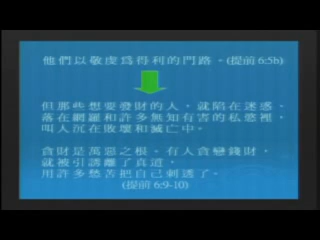 他們以敬虔爲得利的門路。(提前 6:5b)
但那些想要發財的人，就陷在迷惑、
落在網羅和許多無知有害的私慾裡，
叫人沉在敗壞和滅亡中。
貪財是萬惡之根。有人貪戀錢財，
就被引誘離了真道，
用許多愁苦把自己刺透了。
(提前 6:9-10)